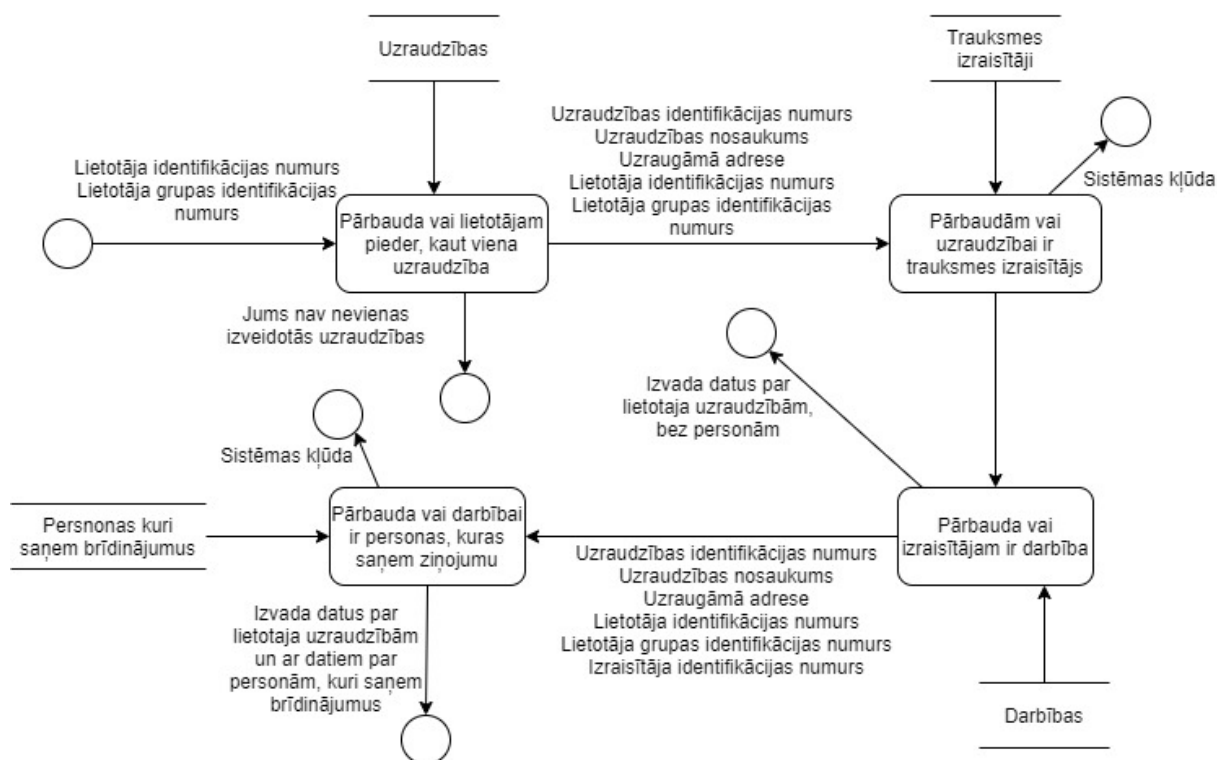 Uzraudzības
Trauksmes
izraisītāji
Lietotāja identifikācijas numurs
Lietotāja grupas identifikācijas
numurs
Uzraudzības identifikācijas numurs
Uzraudzības nosaukums
Uzraugāmā adrese
Lietotāja identifikācijas numurs
Lietotāja grupas identifikācijas
numurs
Sistēmas kļūda
Pārbauda vai lietotājam
pieder, kaut viena
uzraudzība
Pārbaudām vai
uzraudzībai ir
trauksmes izraisītājs
Jums nav nevienas
izveidotās uzraudzības
Izvada datus par
lietotaja uzraudzībām,
bez personām
Sistēmas kļūda
Persnonas kuri
saņem brīdinājumus
Pārbauda vai darbībai
ir personas, kuras
saņem ziņojumu
Pārbauda vai
izraisītājam ir darbība
Uzraudzības identifikācijas numurs
Uzraudzības nosaukums
Uzraugāmā adrese
Lietotāja identifikācijas numurs
Lietotāja grupas identifikācijas numurs
Izraisītāja identifikācijas numurs
Izvada datus par
lietotaja uzraudzībām
un ar datiem par
personām, kuri saņem
brīdinājumus
Darbības